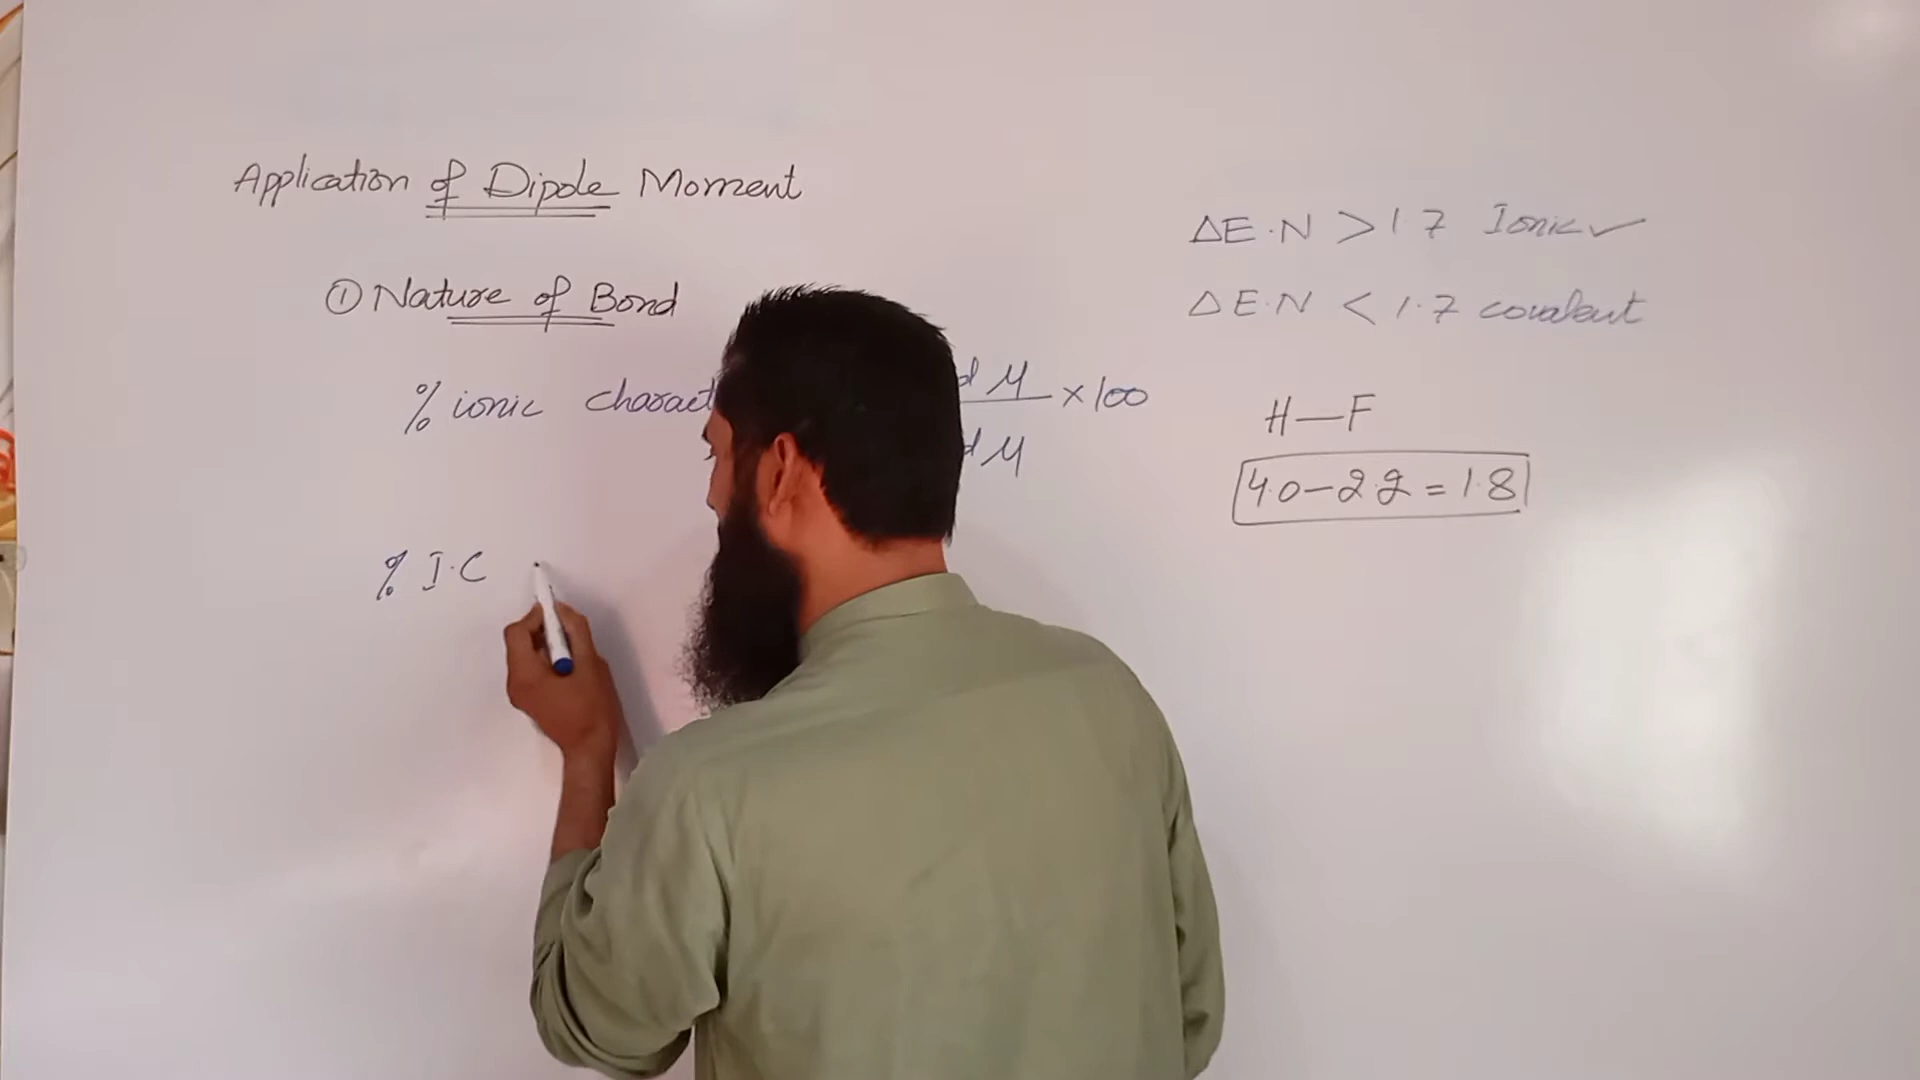 Application of Dipole Moment
① Nature of Bond
% ionic charact
d μ × 100
d μ
% I.C
ΔE.N > 1 7 Ionic ✓
ΔE.N < 1.7 covalent
H—F
4.0 — 2.2 = 1.8